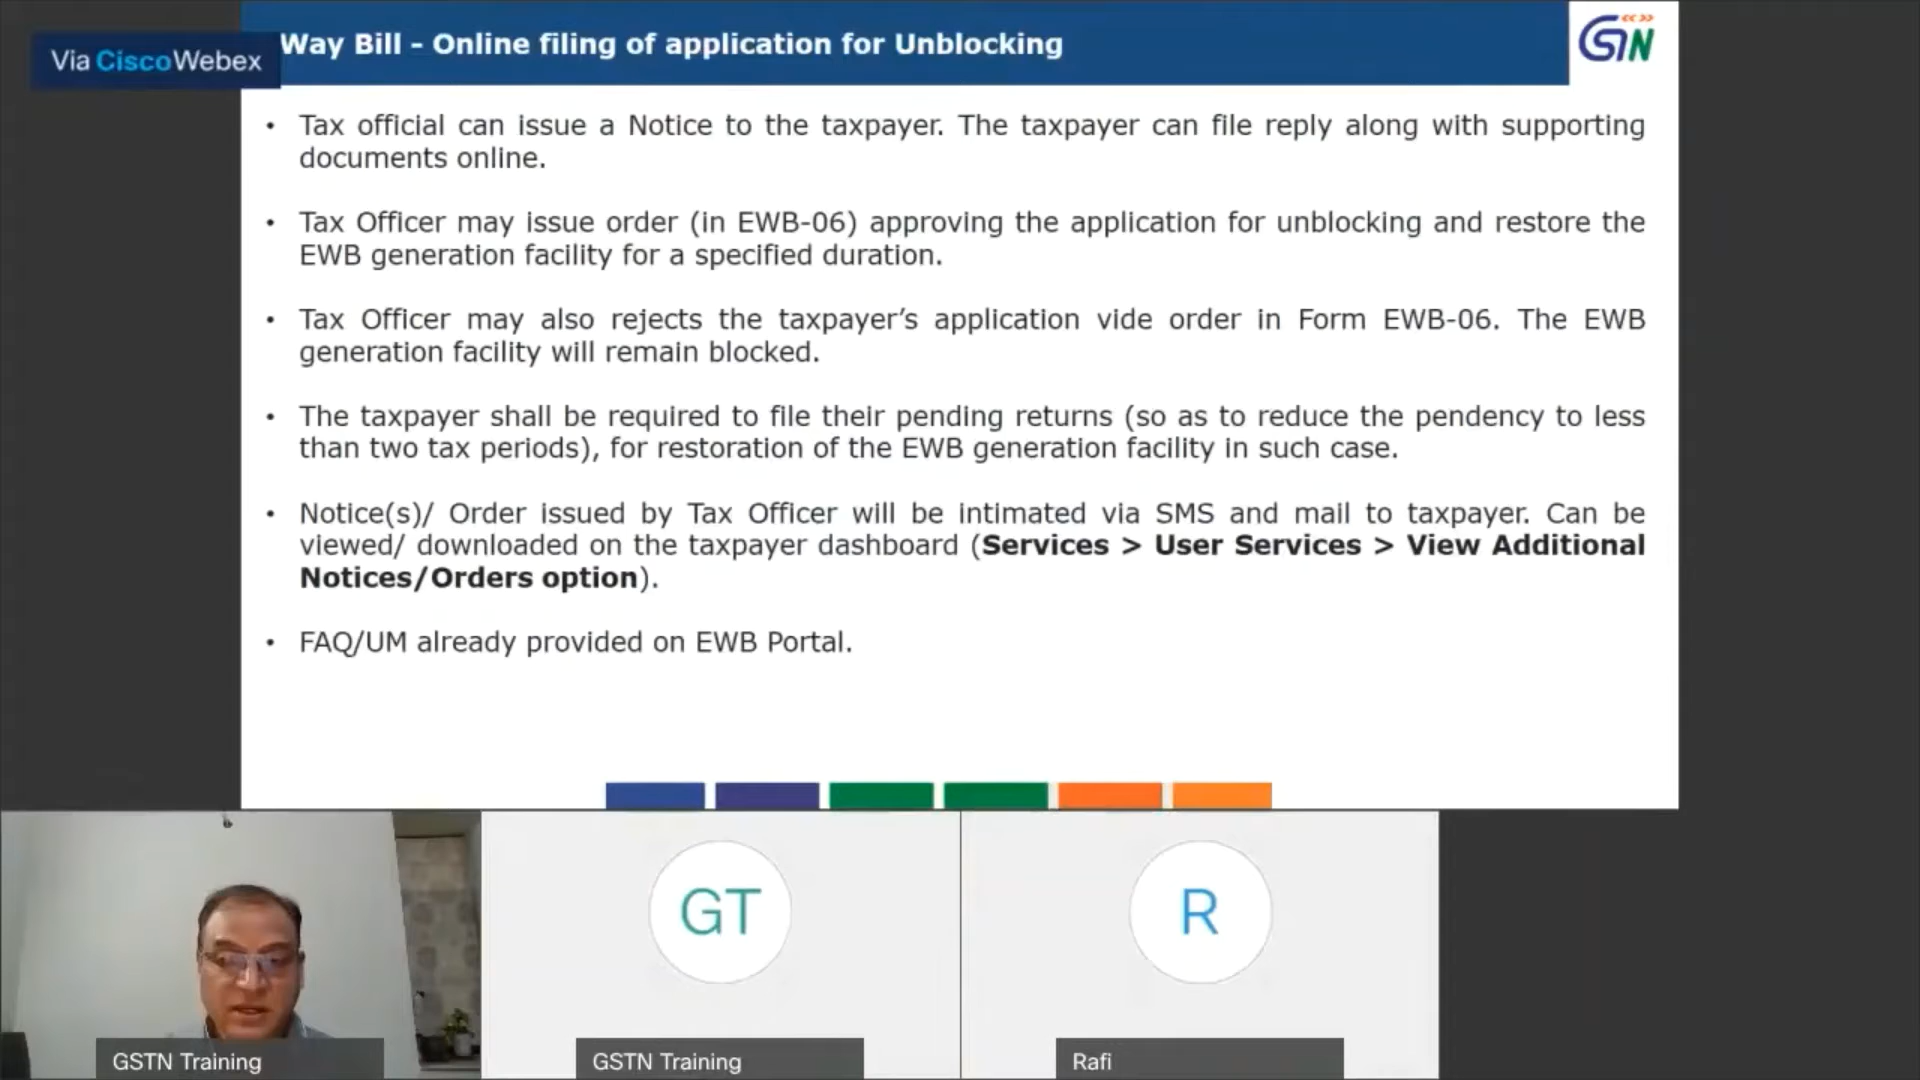 Via CiscoWebex
Way Bill – Online filing of application for Unblocking
GSTN
• Tax official can issue a Notice to the taxpayer. The taxpayer can file reply along with supporting
documents online.
• Tax Officer may issue order (in EWB-06) approving the application for unblocking and restore the
EWB generation facility for a specified duration.
• Tax Officer may also rejects the taxpayer’s application vide order in Form EWB-06. The EWB
generation facility will remain blocked.
• The taxpayer shall be required to file their pending returns (so as to reduce the pendency to less
than two tax periods), for restoration of the EWB generation facility in such case.
• Notice(s)/ Order issued by Tax Officer will be intimated via SMS and mail to taxpayer. Can be
viewed/ downloaded on the taxpayer dashboard (Services > User Services > View Additional
Notices/Orders option).
• FAQ/UM already provided on EWB Portal.
GT
R
GSTN Training
GSTN Training
Rafi